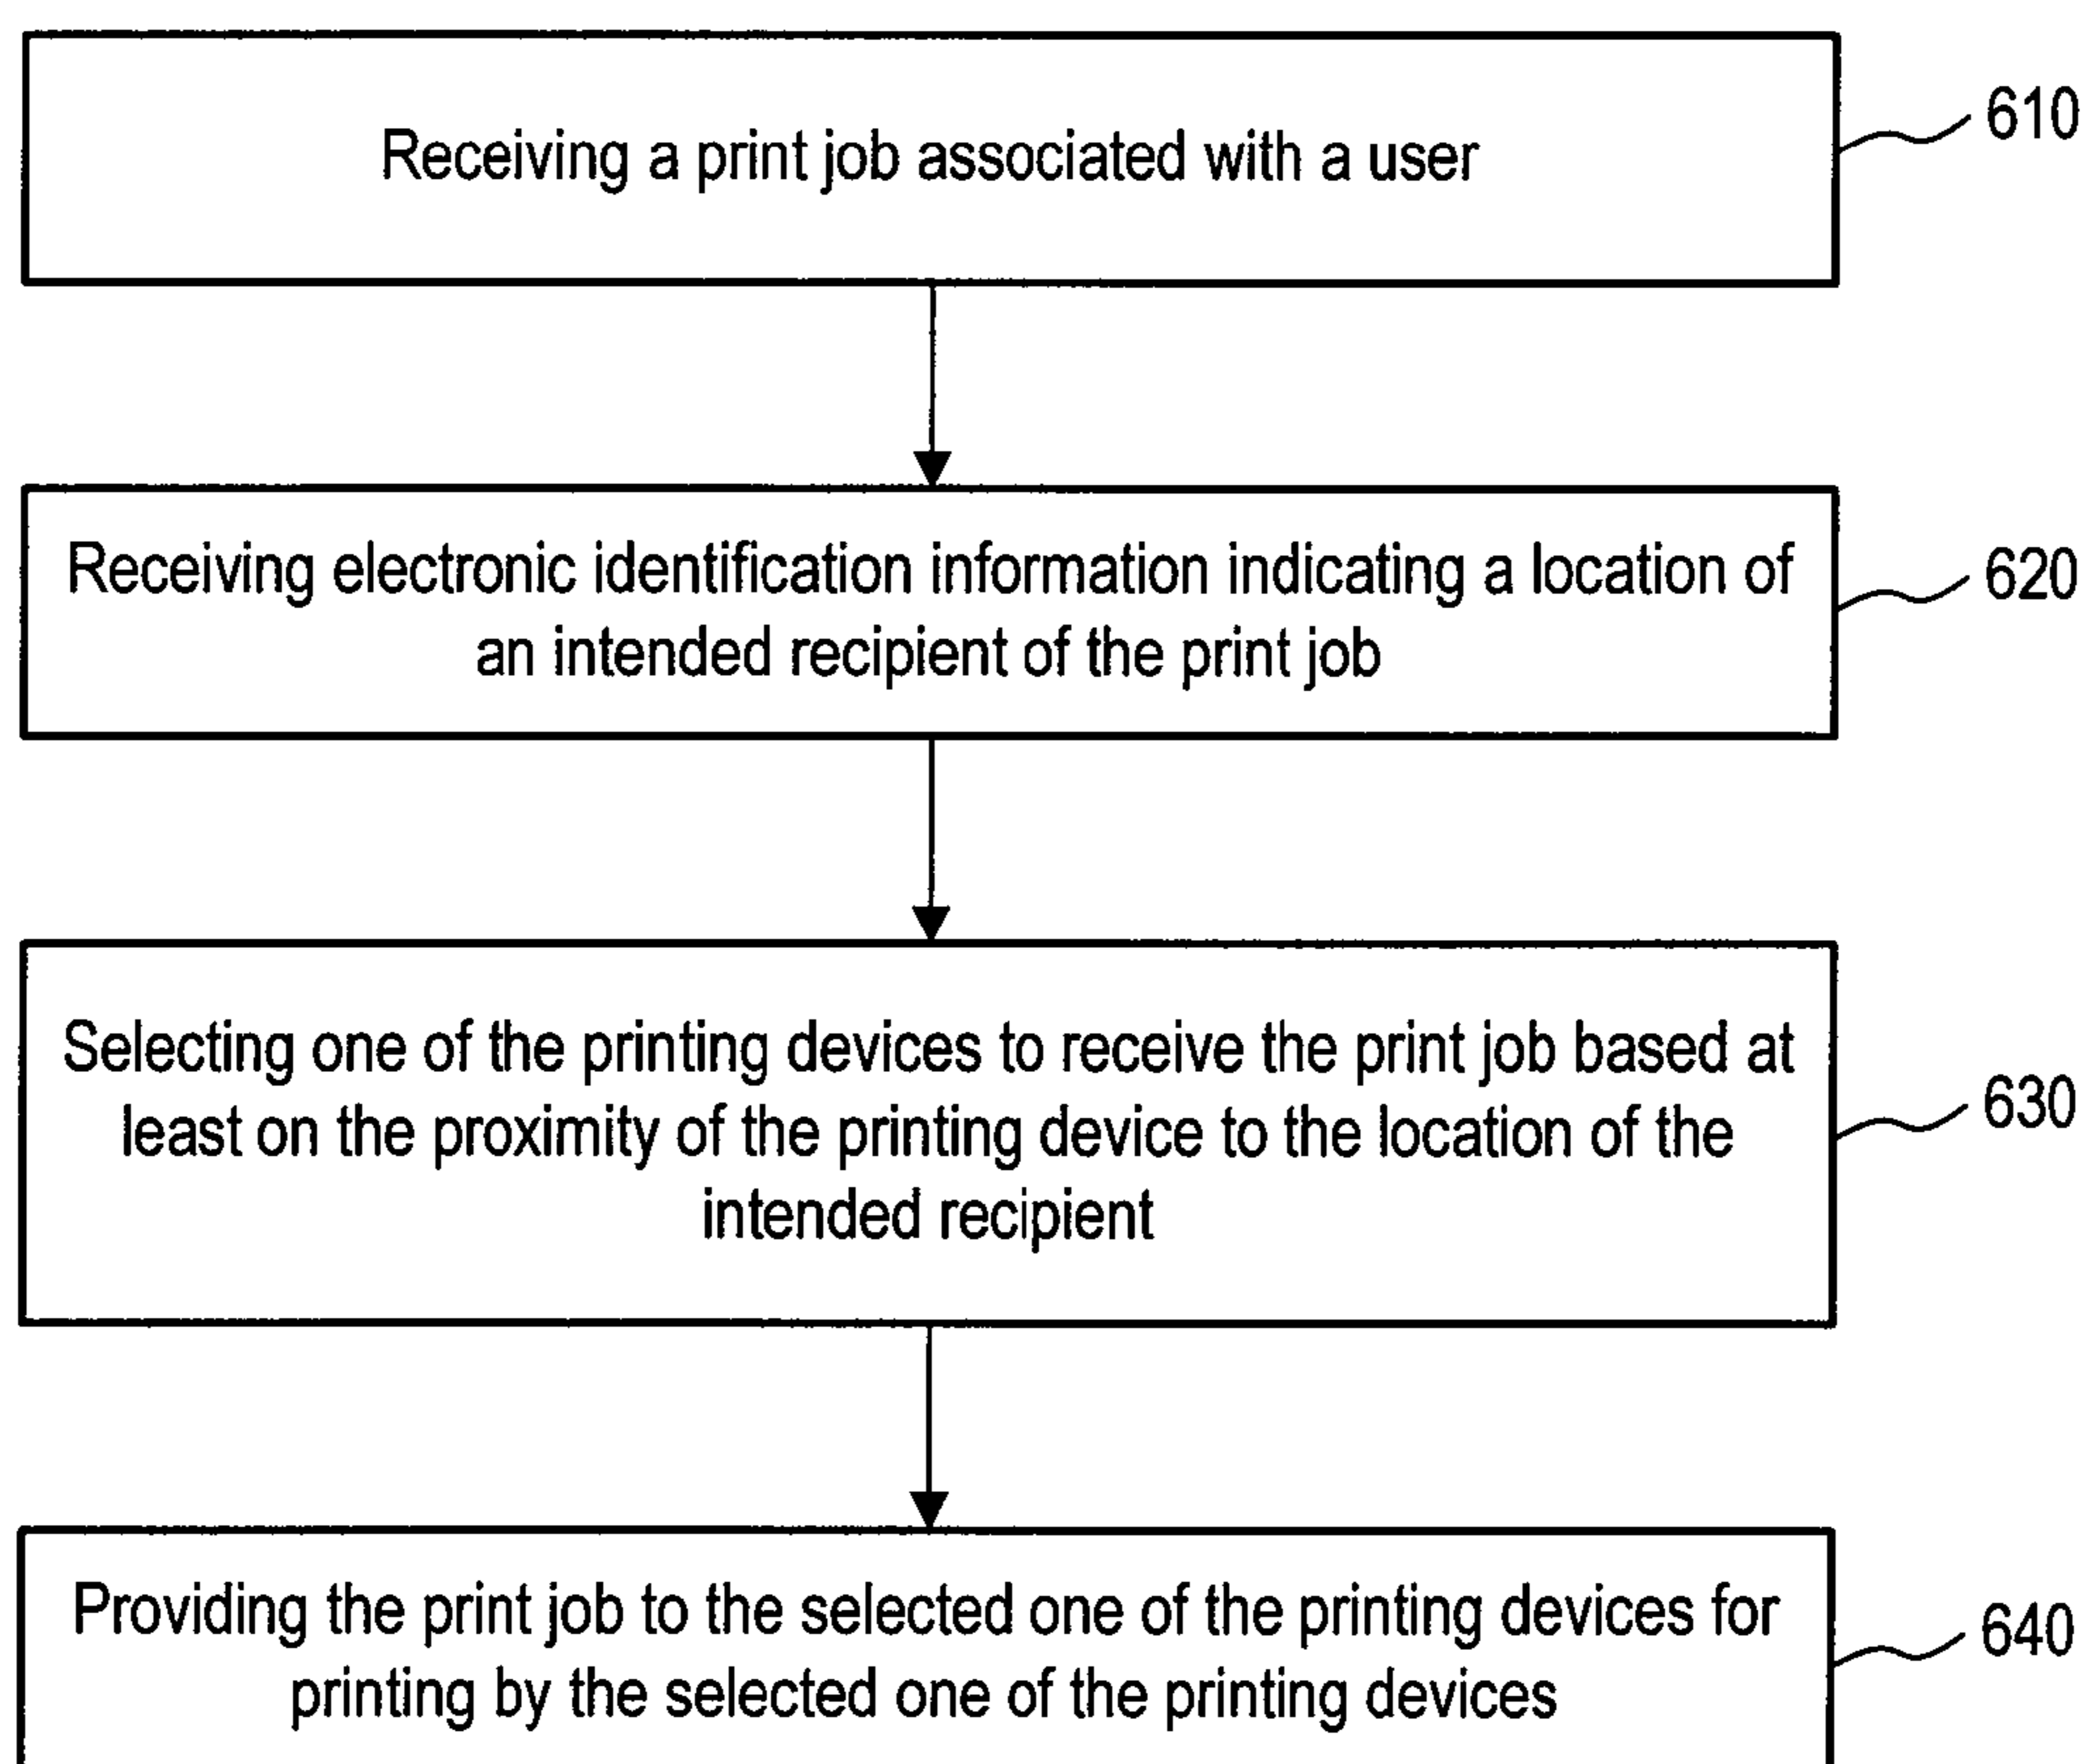 Receiving a print job associated with a user
610
Receiving electronic identification information indicating a location of
an intended recipient of the print job
620
Selecting one of the printing devices to receive the print job based at
least on the proximity of the printing device to the location of the
intended recipient
630
Providing the print job to the selected one of the printing devices for
printing by the selected one of the printing devices
640